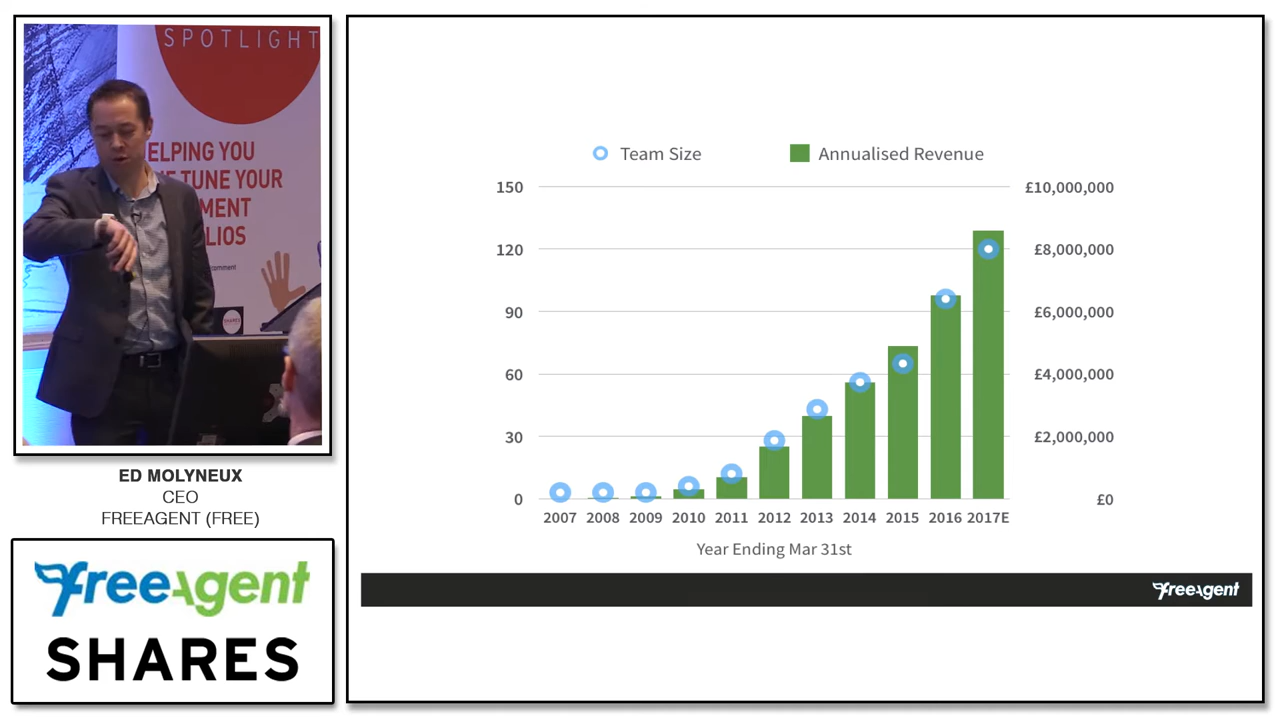 SPOTLIGHT
ELPING YOU
TUNE YOUR
MENT
LIOS
comment
SHARES
ED MOLYNEUX
CEO
FREEAGENT (FREE)
freeagent
SHARES
Team Size
Annualised Revenue
150
120
90
60
30
0
£10,000,000
£8,000,000
£6,000,000
£4,000,000
£2,000,000
£0
2007 2008 2009 2010 2011 2012 2013 2014 2015 2016 2017E
Year Ending Mar 31st
freeagent